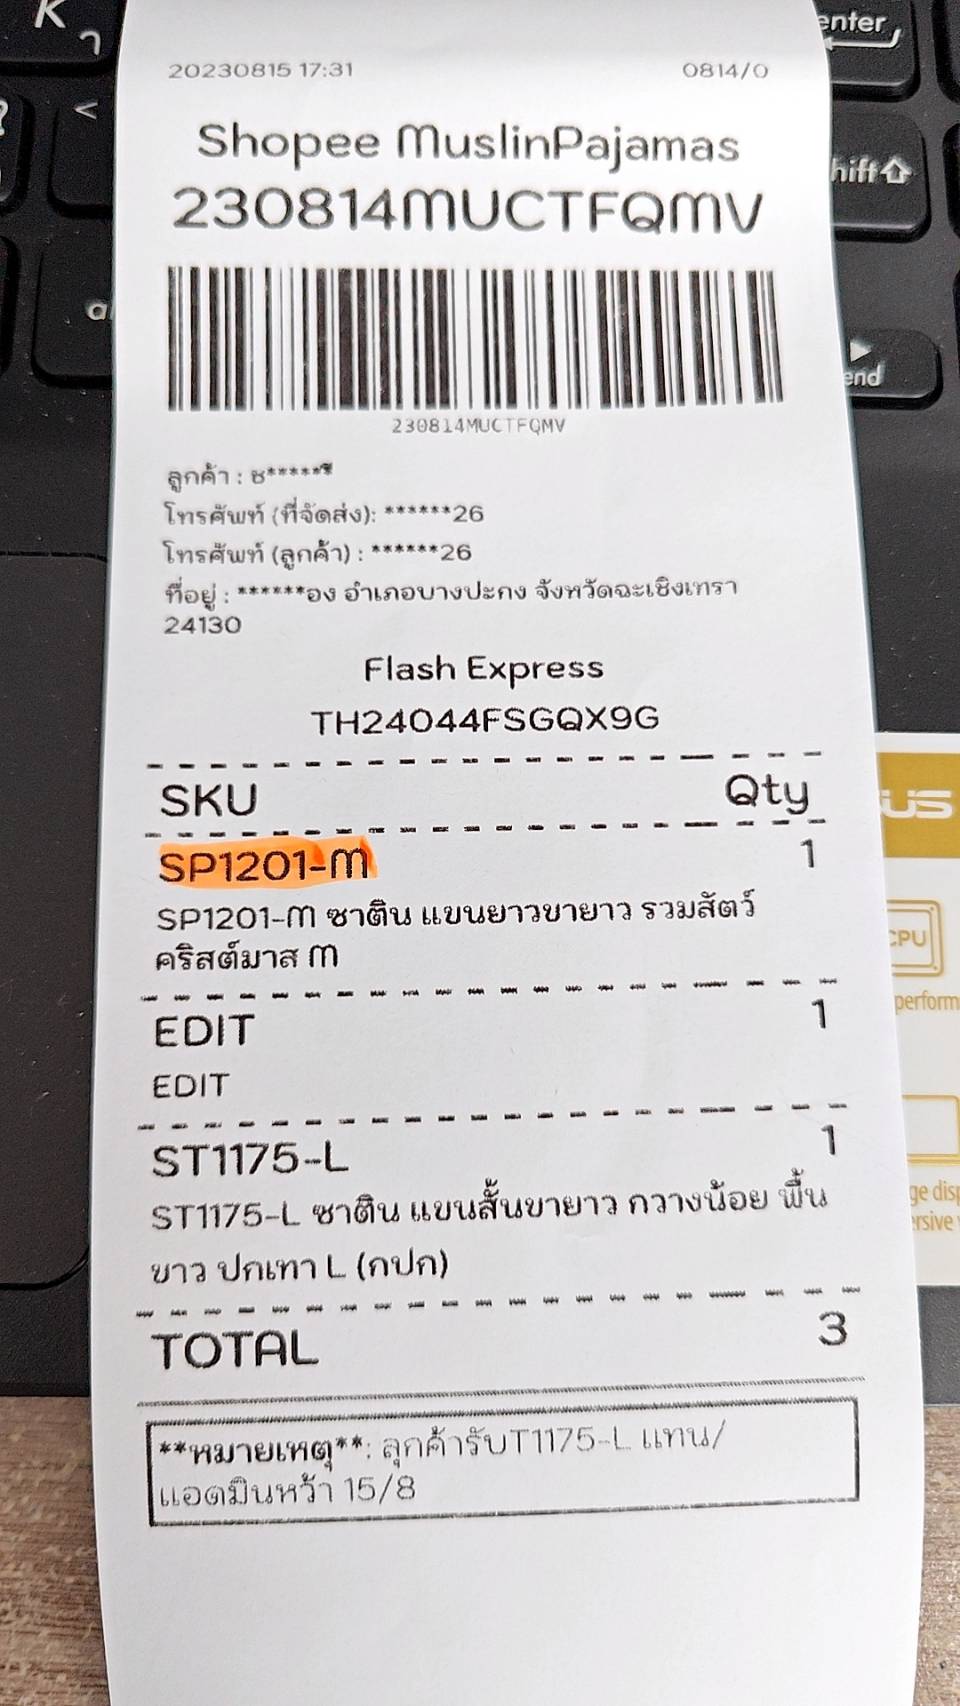 K
enter
shift
end
20230815 17:31 0814/0
Shopee MuslinPajamas
230814MUCTFQMV
230814MUCTFQMV
ลูกค้า : ช*****ี
โทรศัพท์ (ที่จัดส่ง): ******26
โทรศัพท์ (ลูกค้า) : ******26
ที่อยู่ : ******อง อำเภอบางปะกง จังหวัดฉะเชิงเทรา
24130
Flash Express
TH24044FSGQX9G
SKU Qty
SP1201-M 1
SP1201-M ซาติน แขนยาวขายาว รวมสัตว์
คริสต์มาส M
EDIT 1
EDIT
ST1175-L 1
ST1175-L ซาติน แขนสั้นขายาว กวางน้อย พื้น
ขาว ปกเทา L (กปก)
TOTAL 3
**หมายเหตุ**: ลุกค้ารับT1175-L แทน/
แอดมินหว้า 15/8
CPU
perform